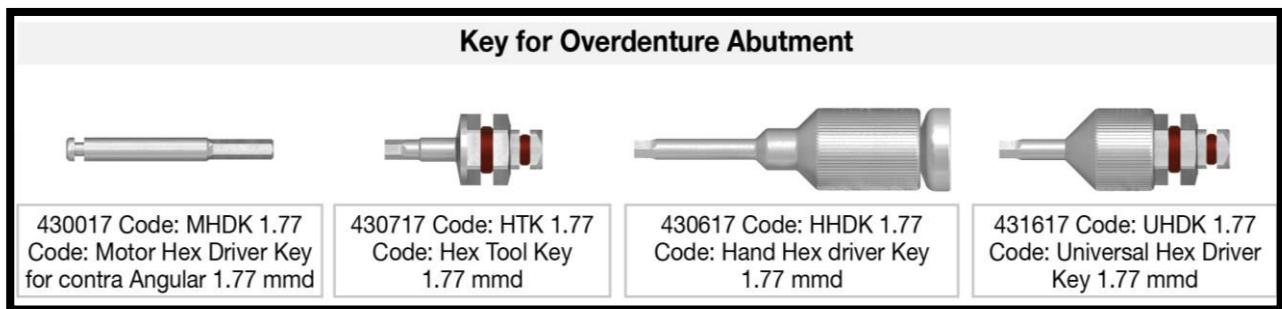 Key for Overdenture Abutment
430017 Code: MHDK 1.77
Code: Motor Hex Driver Key
for contra Angular 1.77 mmd
430717 Code: HTK 1.77
Code: Hex Tool Key
1.77 mmd
430617 Code: HHDK 1.77
Code: Hand Hex driver Key
1.77 mmd
431617 Code: UHDK 1.77
Code: Universal Hex Driver
Key 1.77 mmd